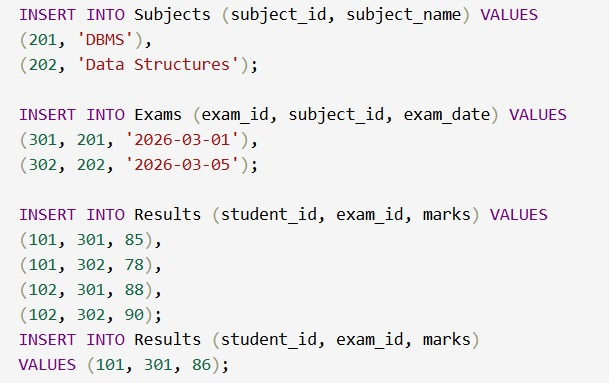 INSERT INTO Subjects (subject_id, subject_name) VALUES
(201, 'DBMS'),
(202, 'Data Structures');
INSERT INTO Exams (exam_id, subject_id, exam_date) VALUES
(301, 201, '2026-03-01'),
(302, 202, '2026-03-05');
INSERT INTO Results (student_id, exam_id, marks) VALUES
(101, 301, 85),
(101, 302, 78),
(102, 301, 88),
(102, 302, 90);
INSERT INTO Results (student_id, exam_id, marks)
VALUES (101, 301, 86);